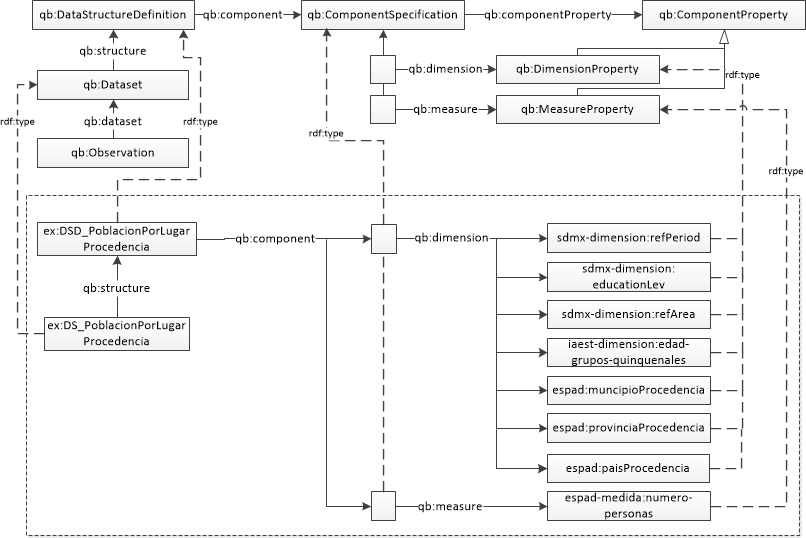 qb:DataStructureDefinition
qb:component
qb:ComponentSpecification
qb:componentProperty
qb:ComponentProperty
qb:structure
qb:Dataset
qb:dimension
qb:DimensionProperty
rdf:type
qb:measure
qb:MeasureProperty
rdf:type
qb:dataset
rdf:type
rdf:type
qb:Observation
rdf:type
ex:DSD_PoblacionPorLugar
Procedencia
qb:component
qb:dimension
sdmx-dimension:refPeriod
sdmx-dimension:
educationLev
qb:structure
sdmx-dimension:refArea
ex:DS_PoblacionPorLugar
Procedencia
iaest-dimension:edad-
grupos-quinquenales
espad:muncipioProcedencia
espad:provinciaProcedencia
espad:paisProcedencia
qb:measure
espad-medida:numero-
personas